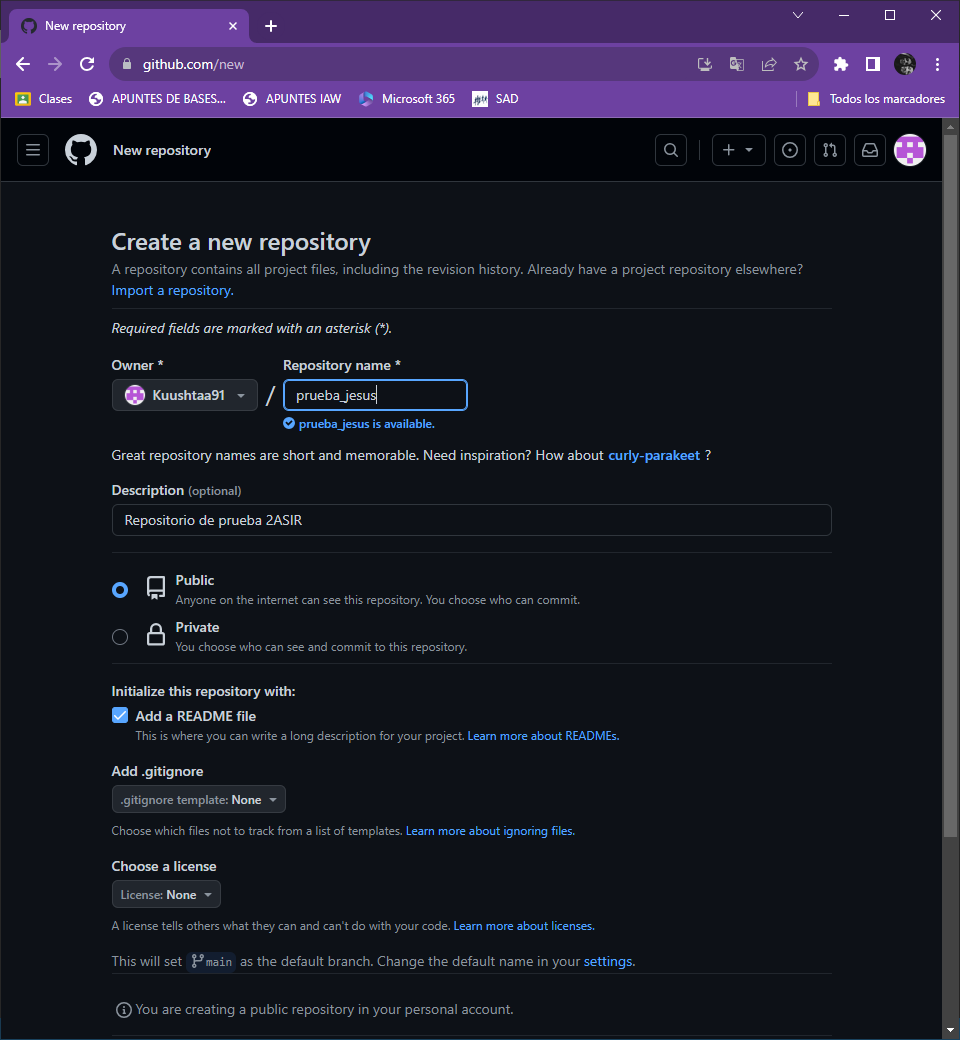 New repository
github.com/new
Clases
APUNTES DE BASES...
APUNTES IAW
Microsoft 365
SAD
Todos los marcadores
New repository
Create a new repository
A repository contains all project files, including the revision history. Already have a project repository elsewhere?
Import a repository.
Required fields are marked with an asterisk (*).
Owner *
Repository name *
Kuushtaa91
/
prueba_jesus
prueba_jesus is available.
Great repository names are short and memorable. Need inspiration? How about curly-parakeet ?
Description (optional)
Repositorio de prueba 2ASIR
Public
Anyone on the internet can see this repository. You choose who can commit.
Private
You choose who can see and commit to this repository.
Initialize this repository with:
Add a README file
This is where you can write a long description for your project. Learn more about READMEs.
Add .gitignore
.gitignore template: None
Choose which files not to track from a list of templates. Learn more about ignoring files.
Choose a license
License: None
A license tells others what they can and can't do with your code. Learn more about licenses.
This will set main as the default branch. Change the default name in your settings.
You are creating a public repository in your personal account.